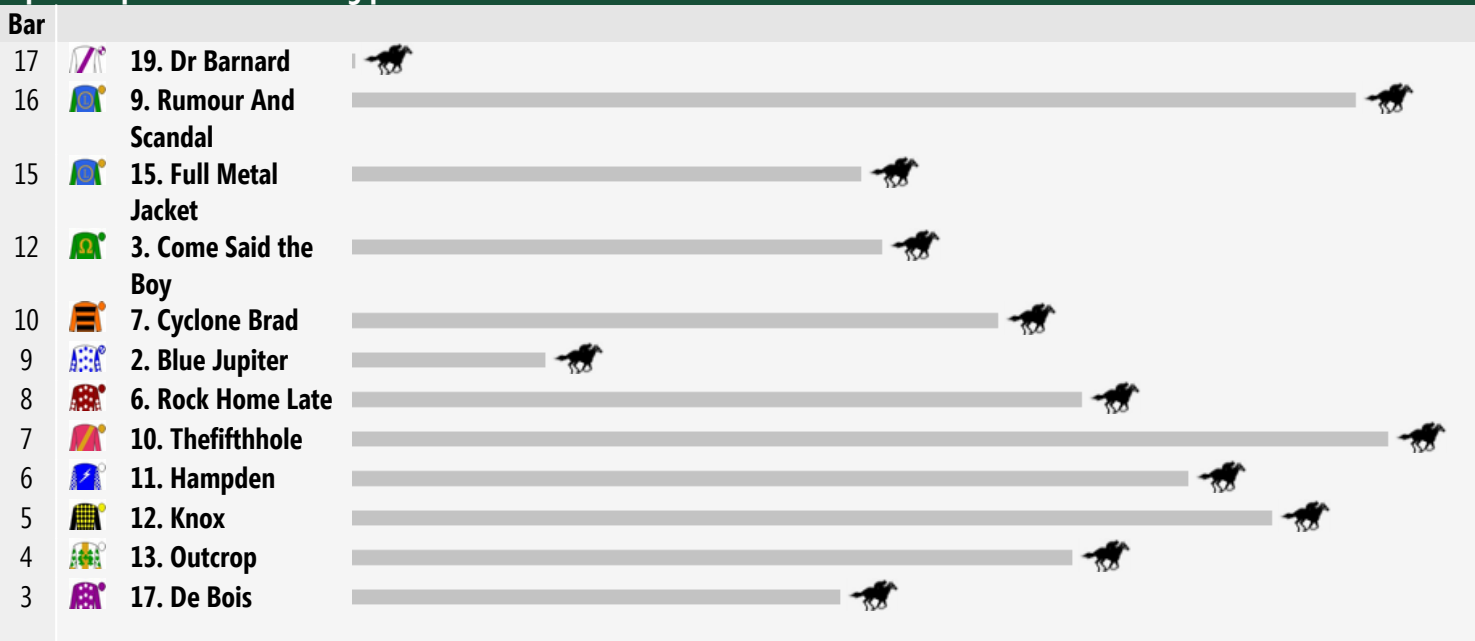 Bar
17 19. Dr Barnard
16 9. Rumour And
Scandal
15 15. Full Metal
Jacket
12 Ω 3. Come Said the
Boy
10 7. Cyclone Brad
9 2. Blue Jupiter
8 6. Rock Home Late
7 10. Thefifthhole
6 11. Hampden
5 12. Knox
4 13. Outcrop
3 17. De Bois